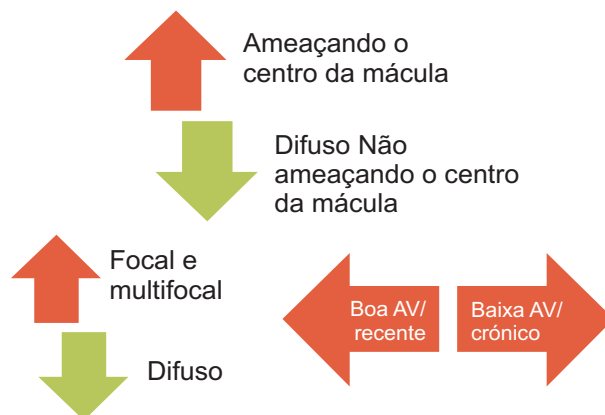 Ameaçando o
centro da mácula
Difuso Não
ameaçando o centro
da mácula
Focal e
multifocal
Difuso
Boa AV/
recente
Baixa AV/
crónico